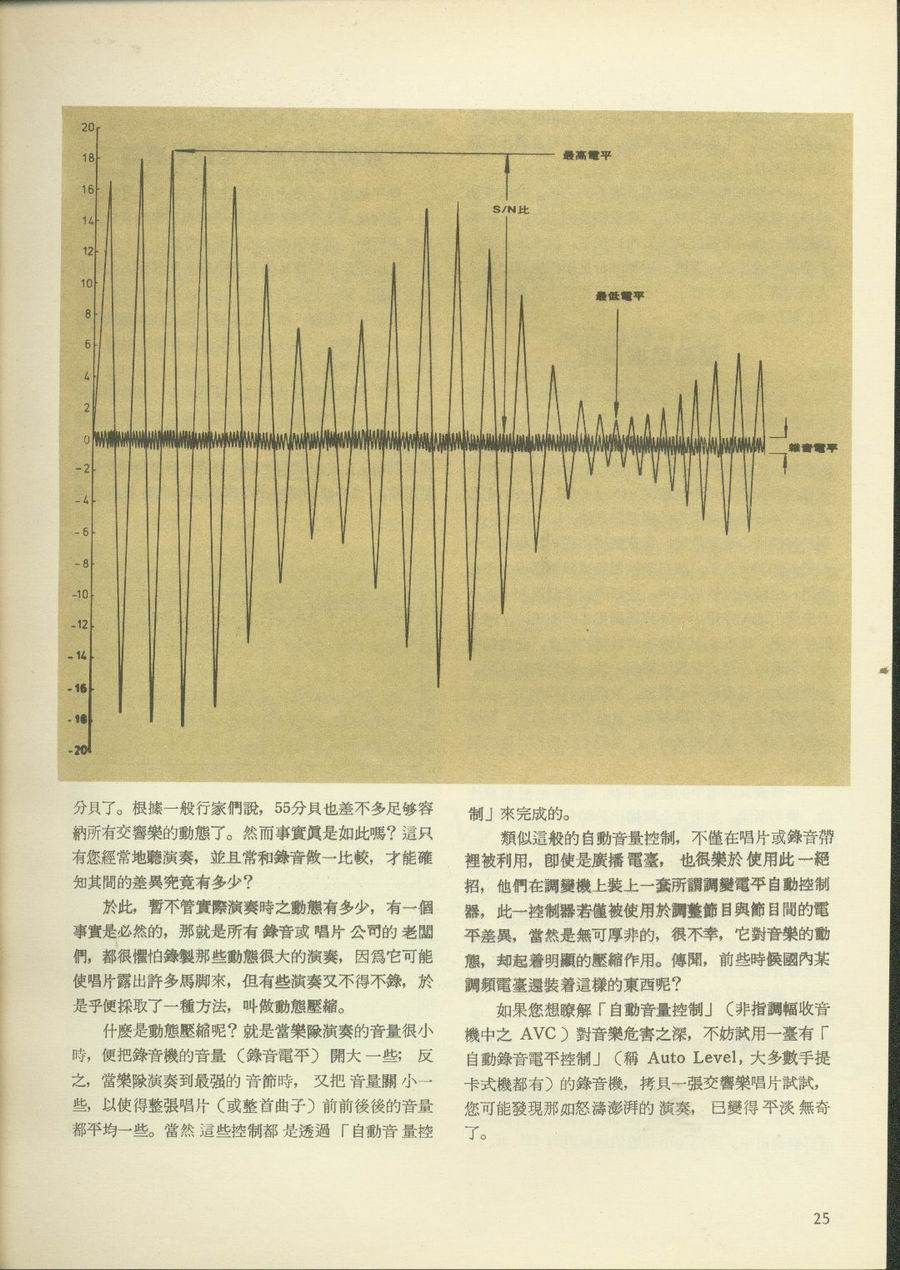 20
18
16
14
12
10
8
6
4
2
0
-2
-4
-6
-8
-10
-12
-14
-16
-18
-20
最高電平
S/N比
最低電平
雜音電平
分貝了。根據一般行家們說，55分貝也差不多足够容
納所有交響樂的動態了。然而事實眞是如此嗎？這只
有您經常地聽演奏，並且常和錄音做一比較，才能確
知其間的差異究竟有多少？
於此，暫不管實際演奏時之動態有多少，有一個
事實是必然的，那就是所有錄音或唱片公司的老闆
們，都很懼怕錄製那些動態很大的演奏，因爲它可能
使唱片露出許多馬脚來，但有些演奏又不得不錄，於
是乎便採取了一種方法，叫做動態壓縮。
什麼是動態壓縮呢？就是當樂隊演奏的音量很小
時，便把錄音機的音量（錄音電平）開大一些；反
之，當樂隊演奏到最强的音節時，又把音量關小一
些，以使得整張唱片（或整首曲子）前前後後的音量
都平均一些。當然這些控制都是透過「自動音量控
制」來完成的。
類似這般的自動音量控制，不僅在唱片或錄音帶
裡被利用，卽使是廣播電臺，也很樂於使用此一絕
招，他們在調變機上裝上一套所謂調變電平自動控制
器，此一控制器若僅被使用於調整節目與節目間的電
平差異，當然是無可厚非的，很不幸，它對音樂的動
態，却起着明顯的壓縮作用。傳聞，前些時候國內某
調頻電臺還裝着這樣的東西呢？
如果您想瞭解「自動音量控制」（非指調幅收音
機中之 AVC）對音樂危害之深，不妨試用一臺有「
自動錄音電平控制」（稱 Auto Level，大多數手提
卡式機都有）的錄音機，拷貝一張交響樂唱片試試，
您可能發現那如怒濤澎湃的演奏，已變得平淡無奇
了。
25